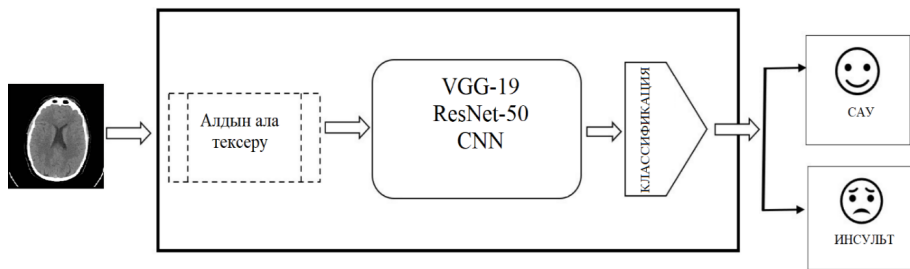 Алдын ала
тексеру
VGG-19
ResNet-50
CNN
КЛАССИФИКАЦИЯ
САУ
ИНСУЛЬТ